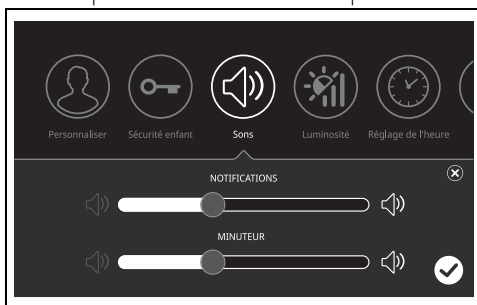 Personnaliser Sécurité enfant Sons Luminosité Réglage de l'heure
NOTIFICATIONS
MINUTEUR